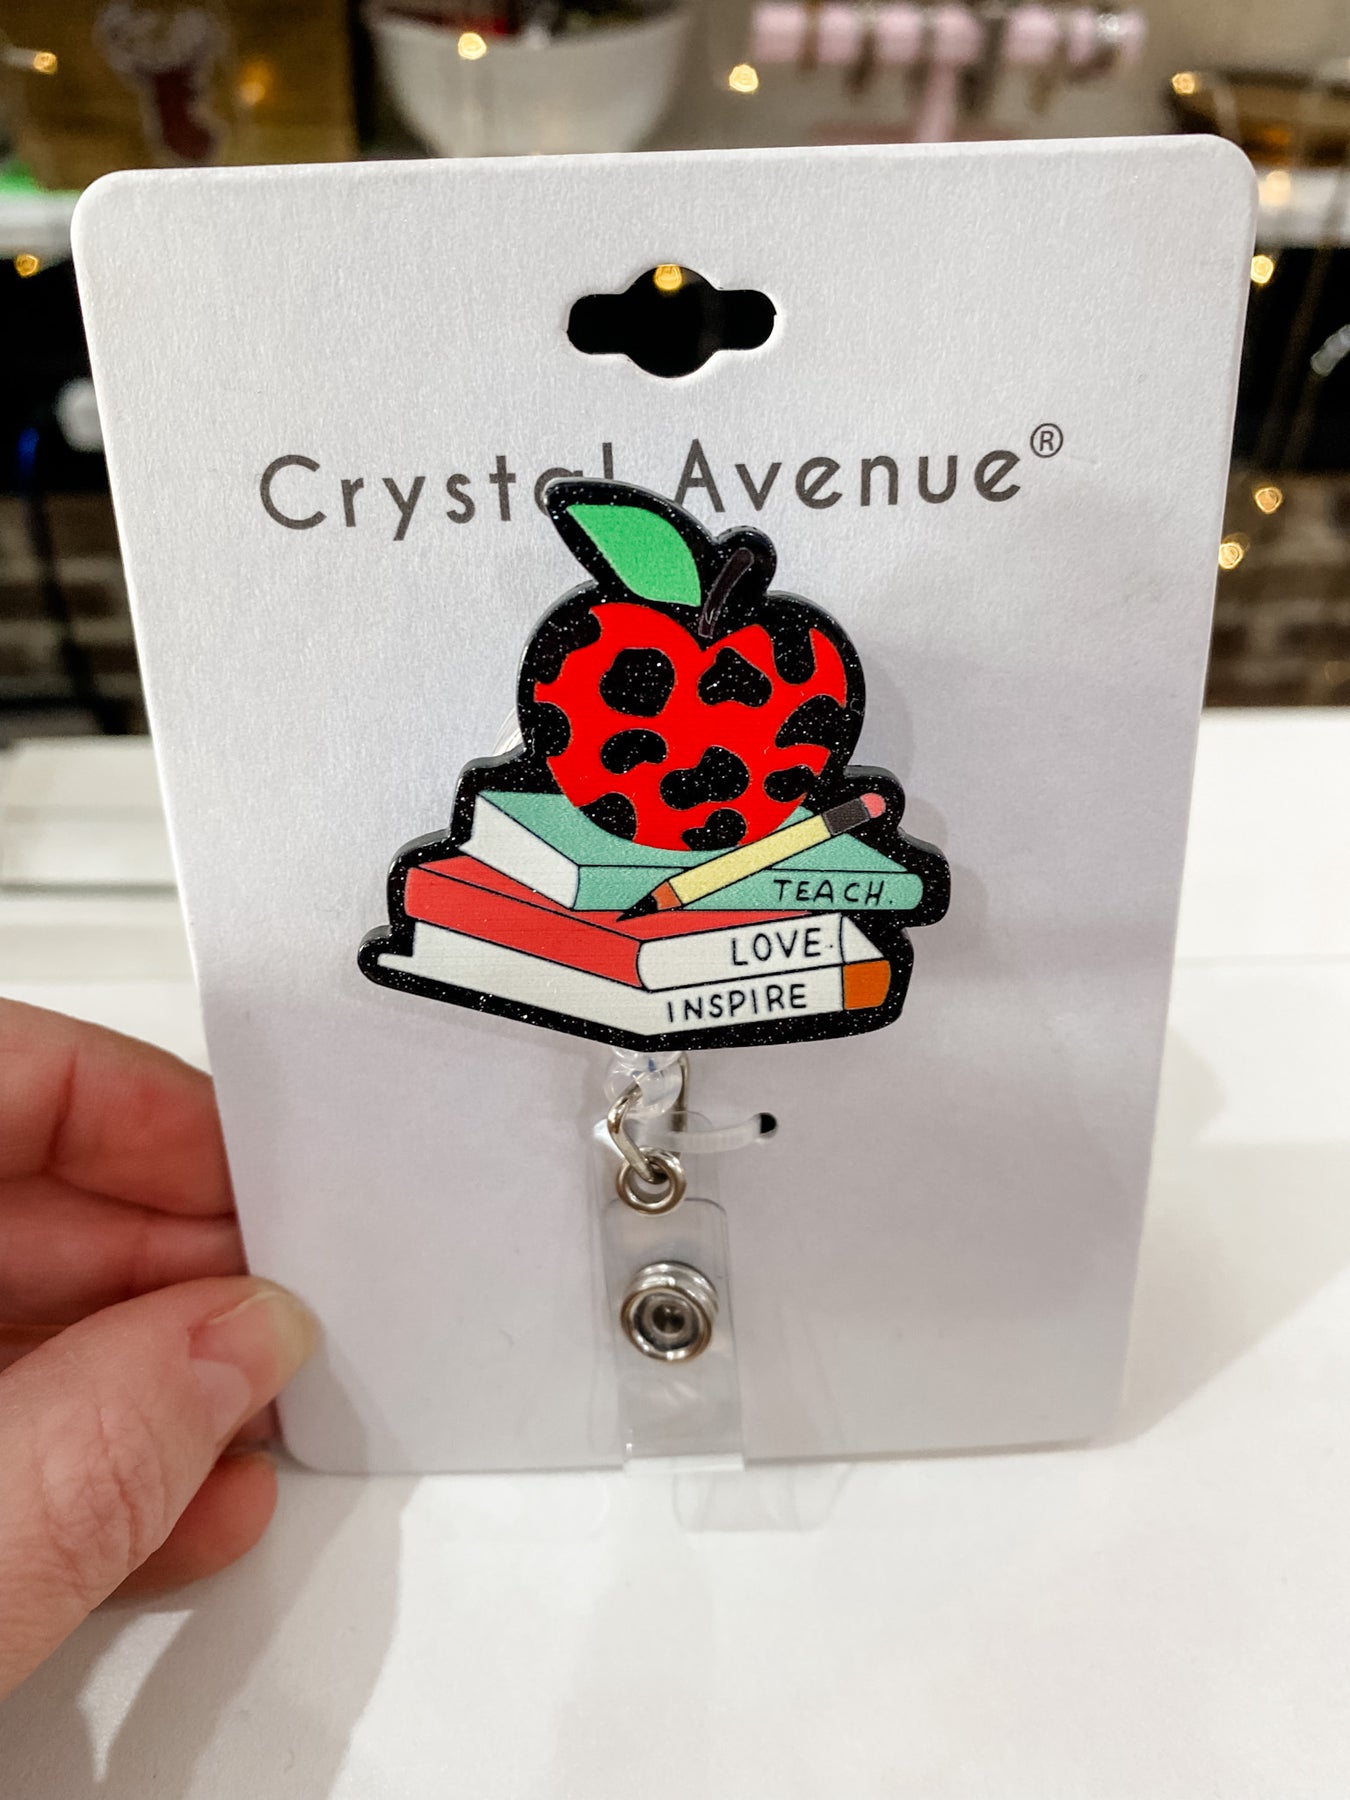 Crystal Avenue®
TEACH.
LOVE.
INSPIRE